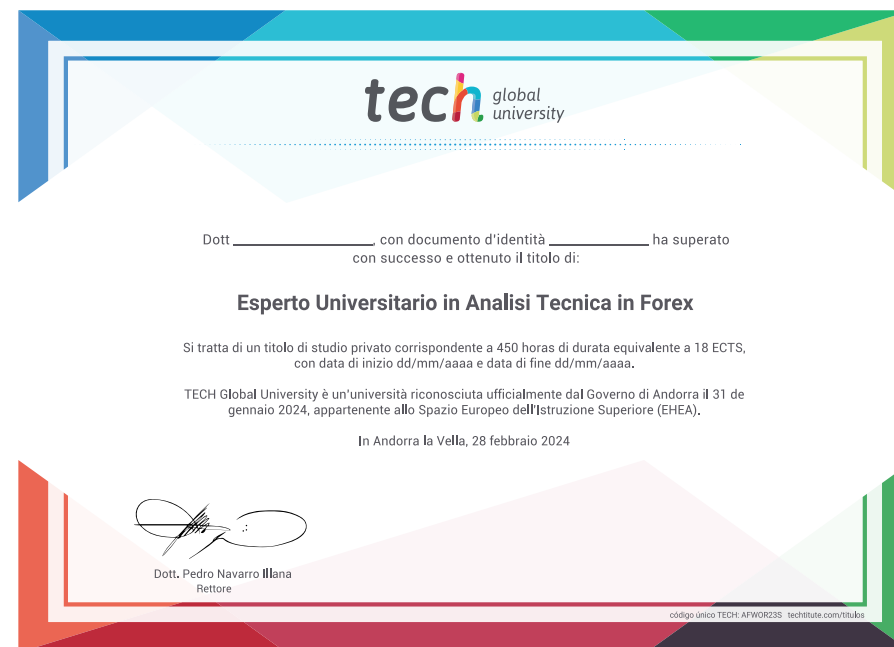 tech global university
Dott ____________________, con documento d'identità ______________ ha superato
con successo e ottenuto il titolo di:
Esperto Universitario in Analisi Tecnica in Forex
Si tratta di un titolo di studio privato corrispondente a 450 horas di durata equivalente a 18 ECTS,
con data di inizio dd/mm/aaaa e data di fine dd/mm/aaaa.
TECH Global University è un'università riconosciuta ufficialmente dal Governo di Andorra il 31 de
gennaio 2024, appartenente allo Spazio Europeo dell'Istruzione Superiore (EHEA).
In Andorra la Vella, 28 febbraio 2024
Dott. Pedro Navarro Illana
Rettore
código único TECH: AFWOR23S techtitute.com/titulos